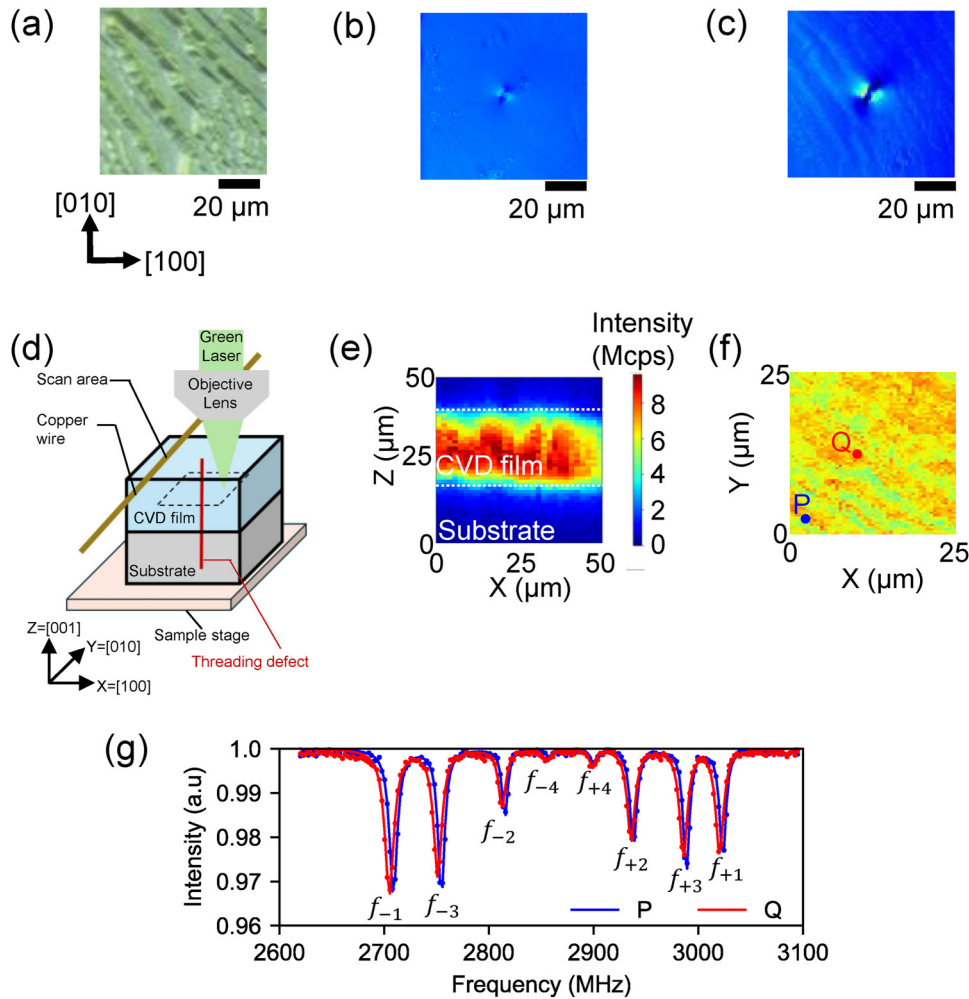 (a)
(b)
(c)
20 μm
20 μm
20 μm
[010]
[100]
(d)
Green
Laser
Objective
Lens
Scan area
Copper
wire
CVD film
Substrate
Sample stage
Threading defect
Z=[001]
Y=[010]
X=[100]
(e)
Intensity
(Mcps)
50
25
0
Z (μm)
CVD film
Substrate
0
25
50
X (μm)
8
6
4
2
0
(f)
25
0
Y (μm)
Q
P
0
25
X (μm)
(g)
1.0
0.99
0.98
0.97
0.96
Intensity (a.u)
f₋₁
f₋₃
f₋₂
f₋₄
f₊₄
f₊₂
f₊₃
f₊₁
P
Q
2600
2700
2800
2900
3000
3100
Frequency (MHz)